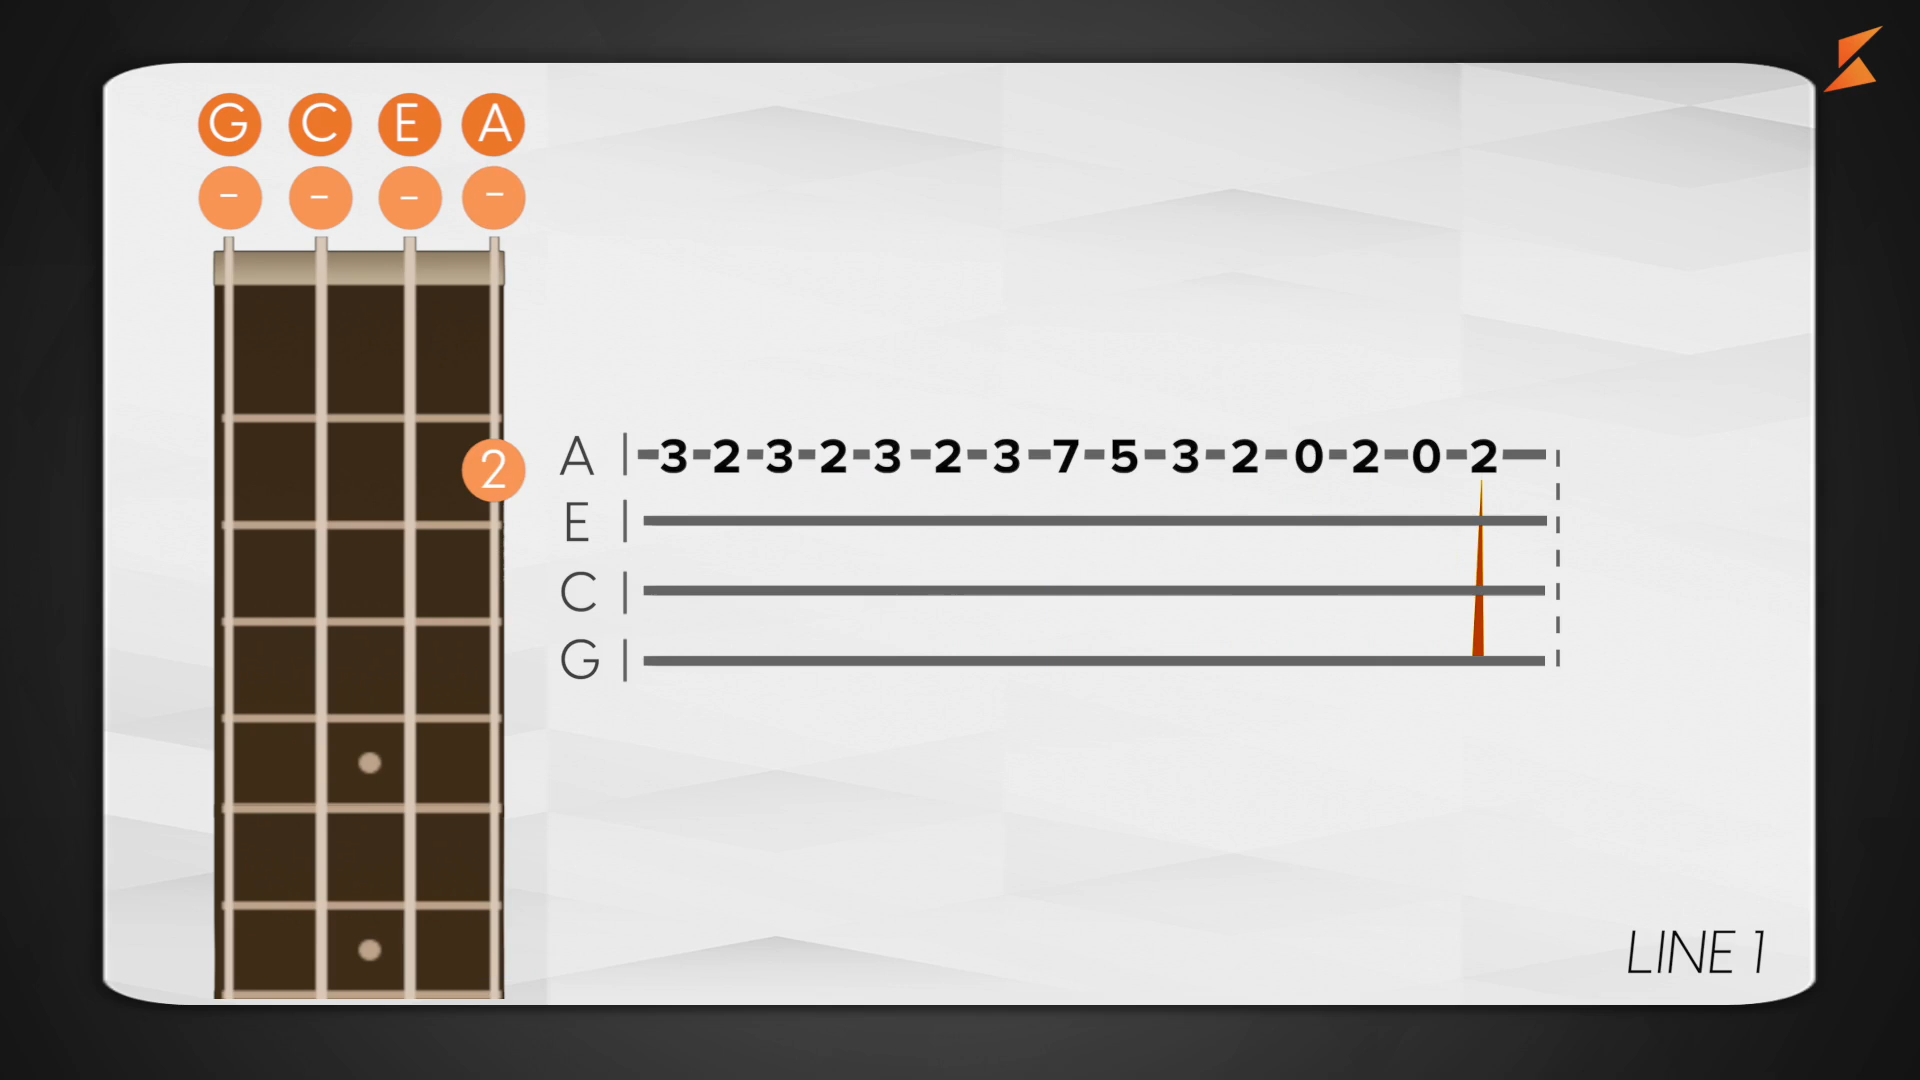 G C E A
- - - -
2
A |-3-2-3-2-3-2-3-7-5-3-2-0-2-0-2-
E |
C |
G |
LINE 1